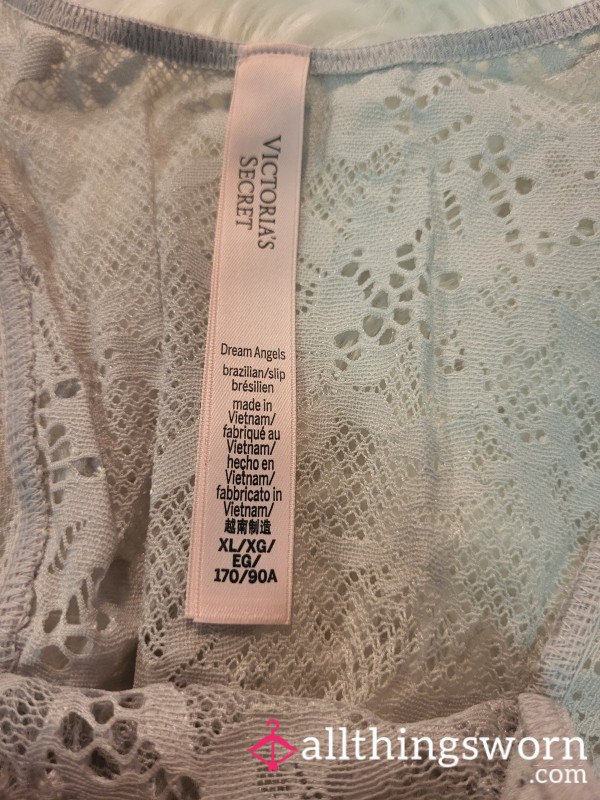 VICTORIA'S
SECRET
Dream Angels
brazilian/slip
brésilien
made in
Vietnam/
fabriqué au
Vietnam/
hecho en
Vietnam/
fabbricato in
Vietnam/
越南制造
XL/XG/
EG/
170/90A
allthingsworn
.com